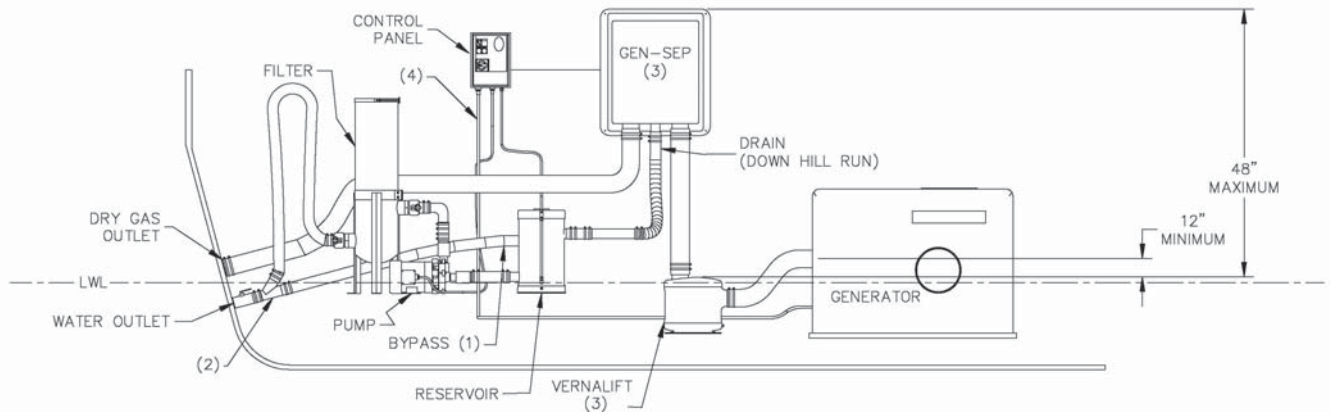 CONTROL
PANEL
GEN-SEP
(3)
FILTER
(4)
DRAIN
(DOWN HILL RUN)
48"
MAXIMUM
DRY GAS
OUTLET
12"
MINIMUM
LWL
GENERATOR
WATER OUTLET
PUMP
BYPASS (1)
(2)
RESERVOIR
VERNALIFT
(3)